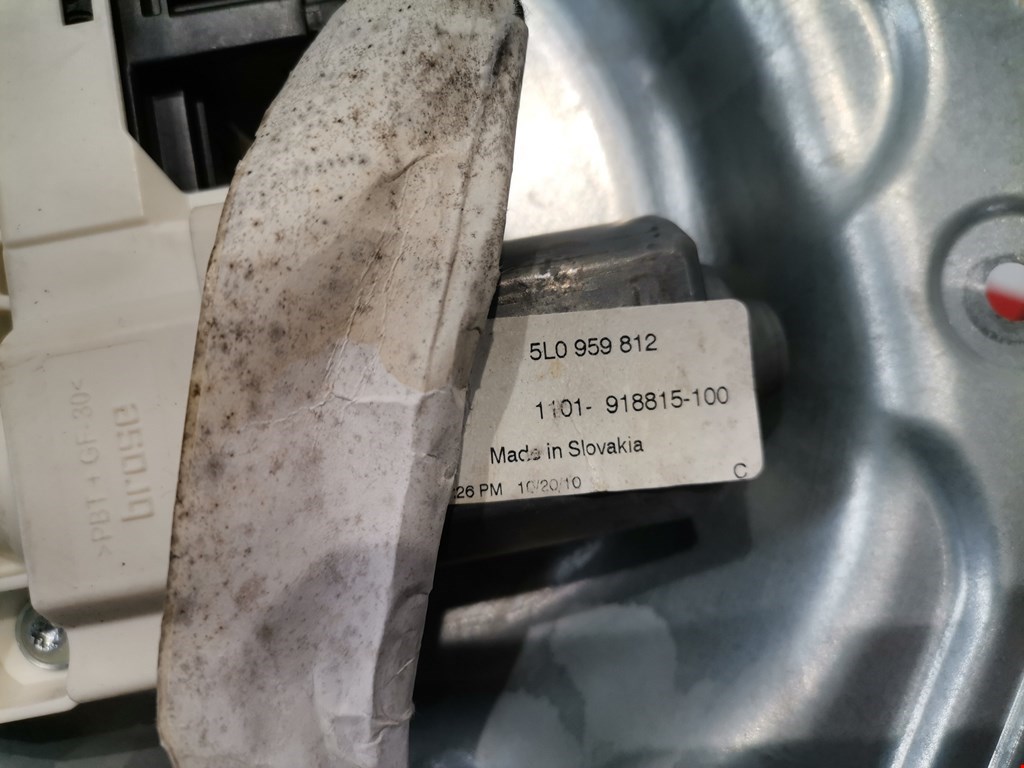 5L0 959 812
1101- 918815-100
Made in Slovakia
:26 PM 10/20/10
C
>PBT+GF-30<
brose